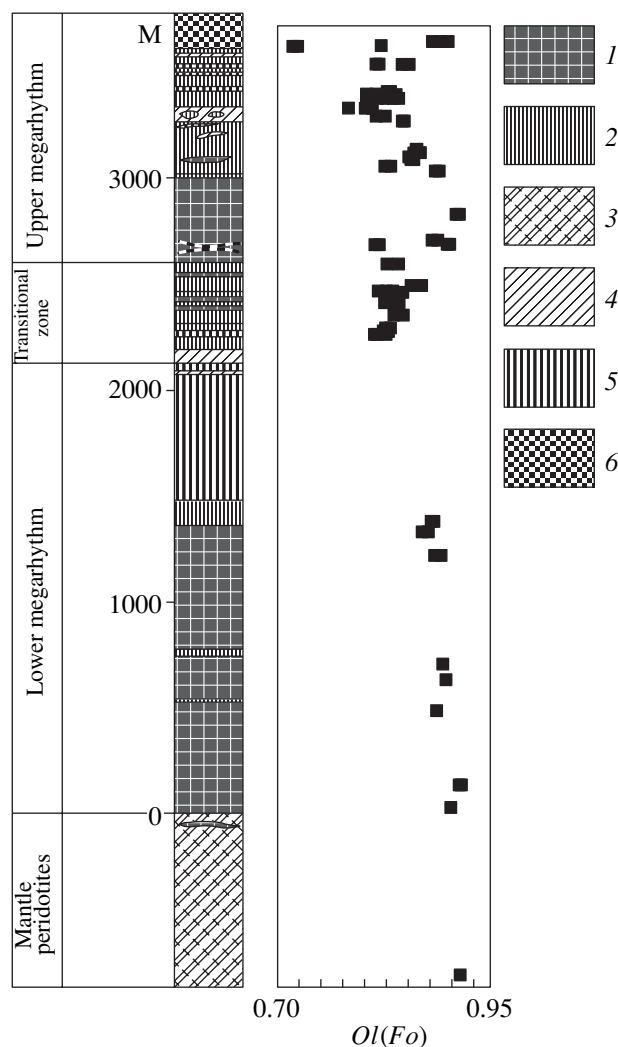 M
Upper megarhythm
3000
Transitional
zone
2000
Lower megarhythm
1000
0
Mantle
peridotites
0.70
0.95
Ol(Fo)
1
2
3
4
5
6